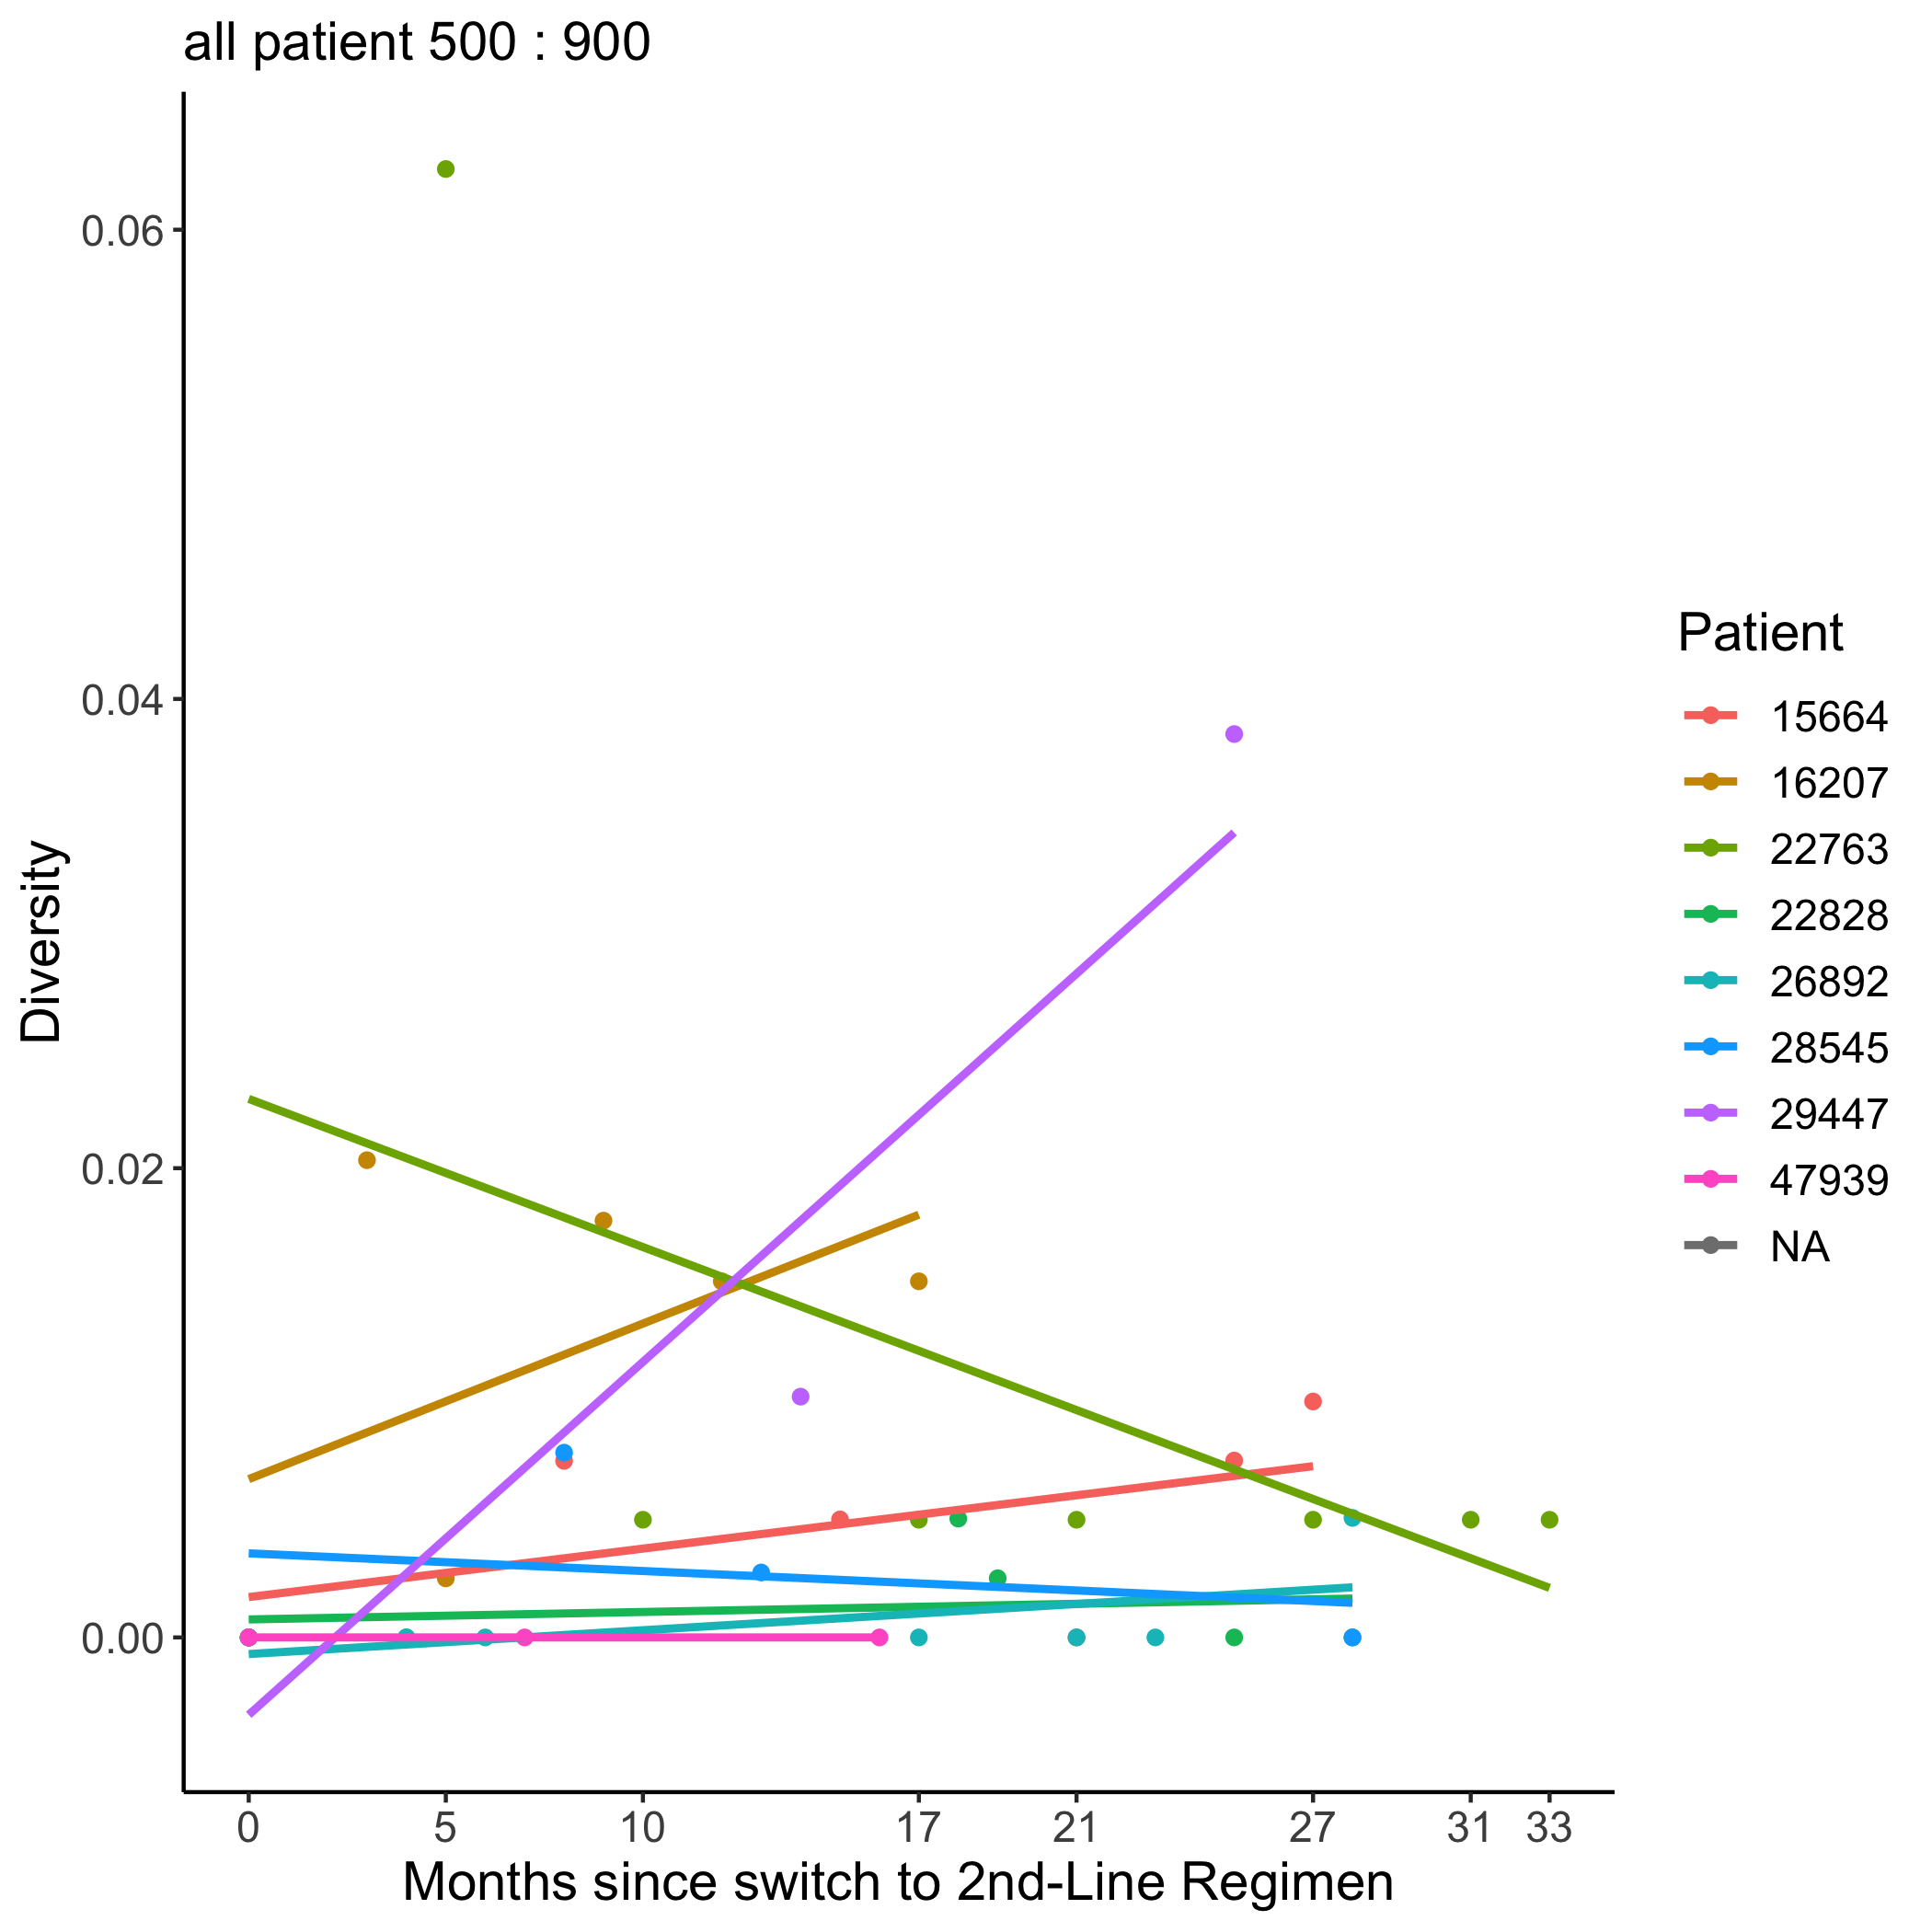 all patient 500 : 900
0.06
0.04
0.02
0.00
Diversity
0 5 10 17 21 27 31 33
Months since switch to 2nd-Line Regimen
Patient
15664
16207
22763
22828
26892
28545
29447
47939
NA